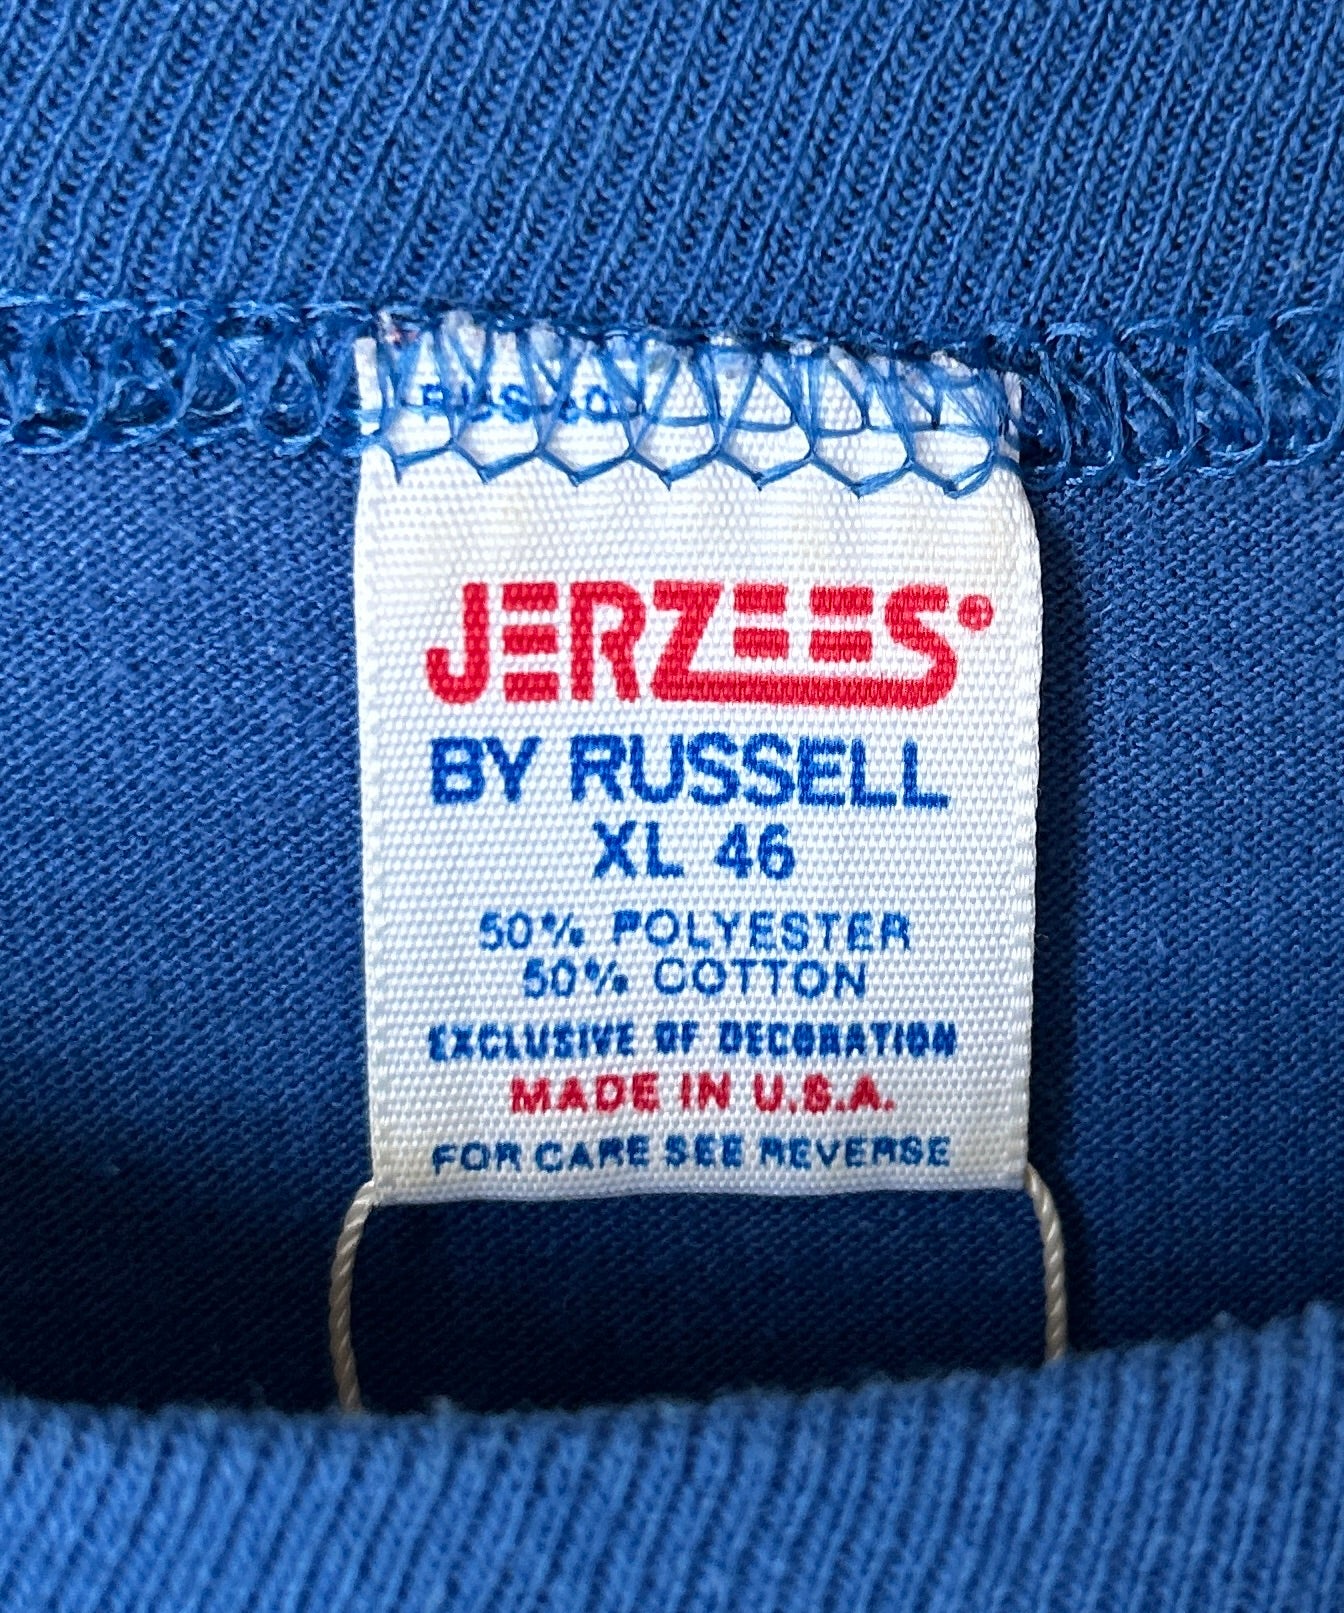 JERZEES®
BY RUSSELL
XL 46
50% POLYESTER
50% COTTON
EXCLUSIVE OF DECORATION
MADE IN U.S.A.
FOR CARE SEE REVERSE